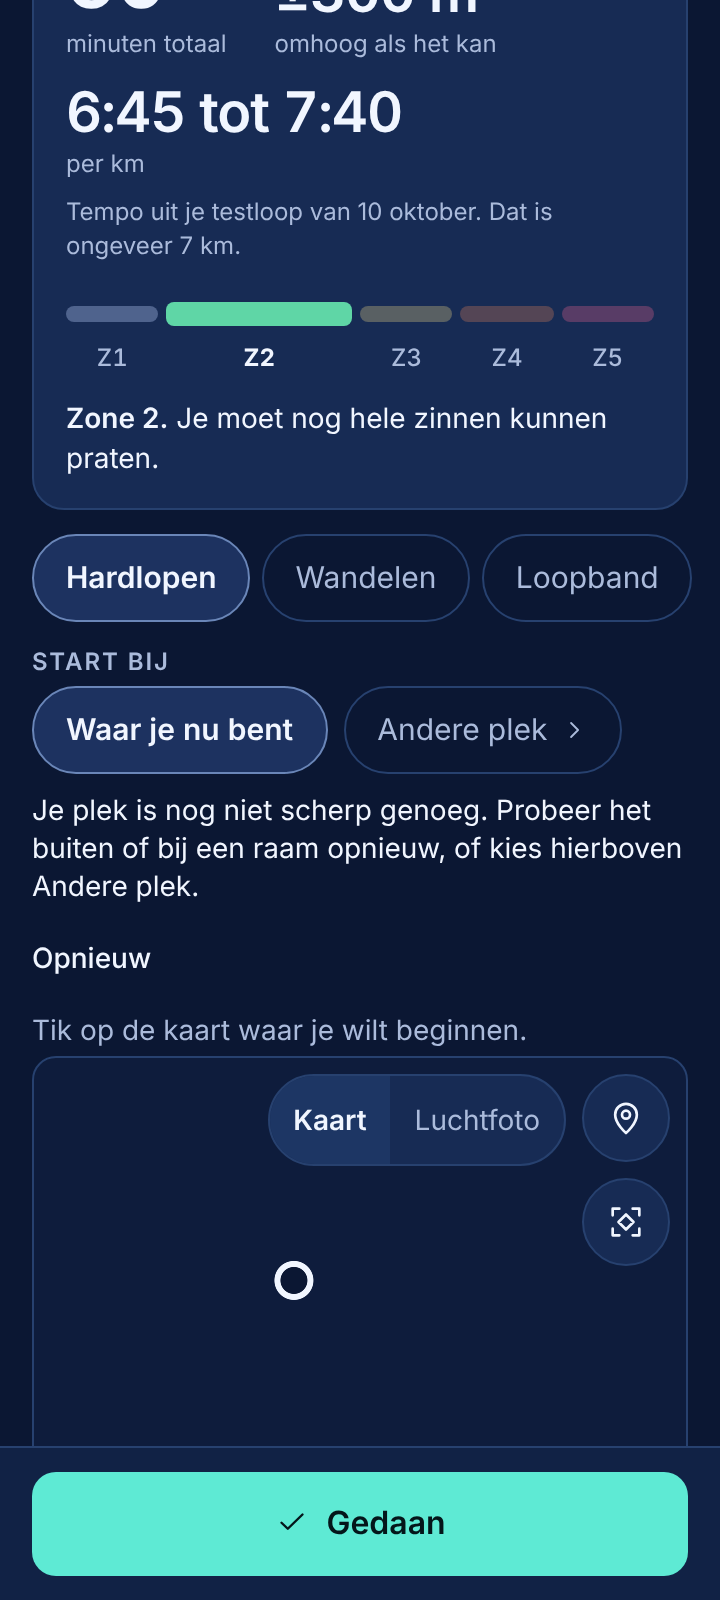 minuten totaal
omhoog als het kan
6:45 tot 7:40
per km
Tempo uit je testloop van 10 oktober. Dat is
ongeveer 7 km.
Z1 Z2 Z3 Z4 Z5
Zone 2. Je moet nog hele zinnen kunnen
praten.
Hardlopen Wandelen Loopband
START BIJ
Waar je nu bent Andere plek
Je plek is nog niet scherp genoeg. Probeer het
buiten of bij een raam opnieuw, of kies hierboven
Andere plek.
Opnieuw
Tik op de kaart waar je wilt beginnen.
Kaart Luchtfoto
Gedaan